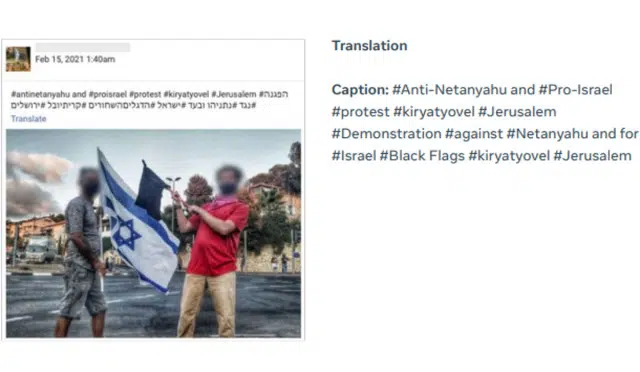 Feb 15, 2021 1:40am
#antinetanyahu and #proisrael #protest #kiryatyovel #Jerusalem #הפגנה
#נגד #נתניהו ובעד #ישראל #הדגליםהשחורים #קריתיובל #ירושלים
Translate
Translation
Caption: #Anti-Netanyahu and #Pro-Israel
#protest #kiryatyovel #Jerusalem
#Demonstration #against #Netanyahu and for
#Israel #Black Flags #kiryatyovel #Jerusalem